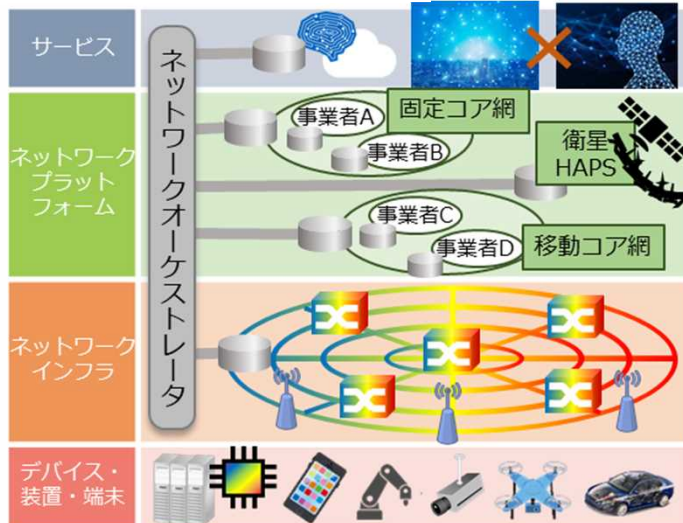 サービス
ネットワークオーケストレータ
事業者A
固定コア網
事業者B
ネットワーク
プラット
フォーム
衛星
HAPS
事業者C
事業者D
移動コア網
ネットワーク
インフラ
デバイス・
装置・端末